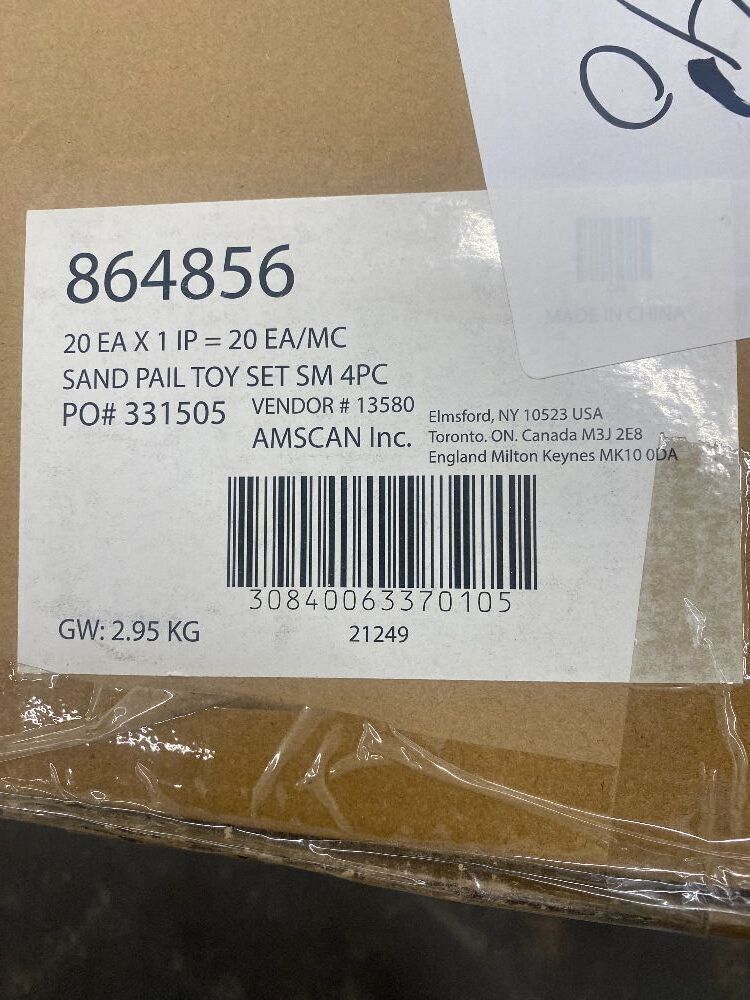 864856
20 EA X 1 IP = 20 EA/MC
SAND PAIL TOY SET SM 4PC
PO# 331505 VENDOR # 13580
AMSCAN Inc.
Elmsford, NY 10523 USA
Toronto. ON. Canada M3J 2E8
England Milton Keynes MK10 0DA
30840063370105
GW: 2.95 KG 21249
MADE IN CHINA